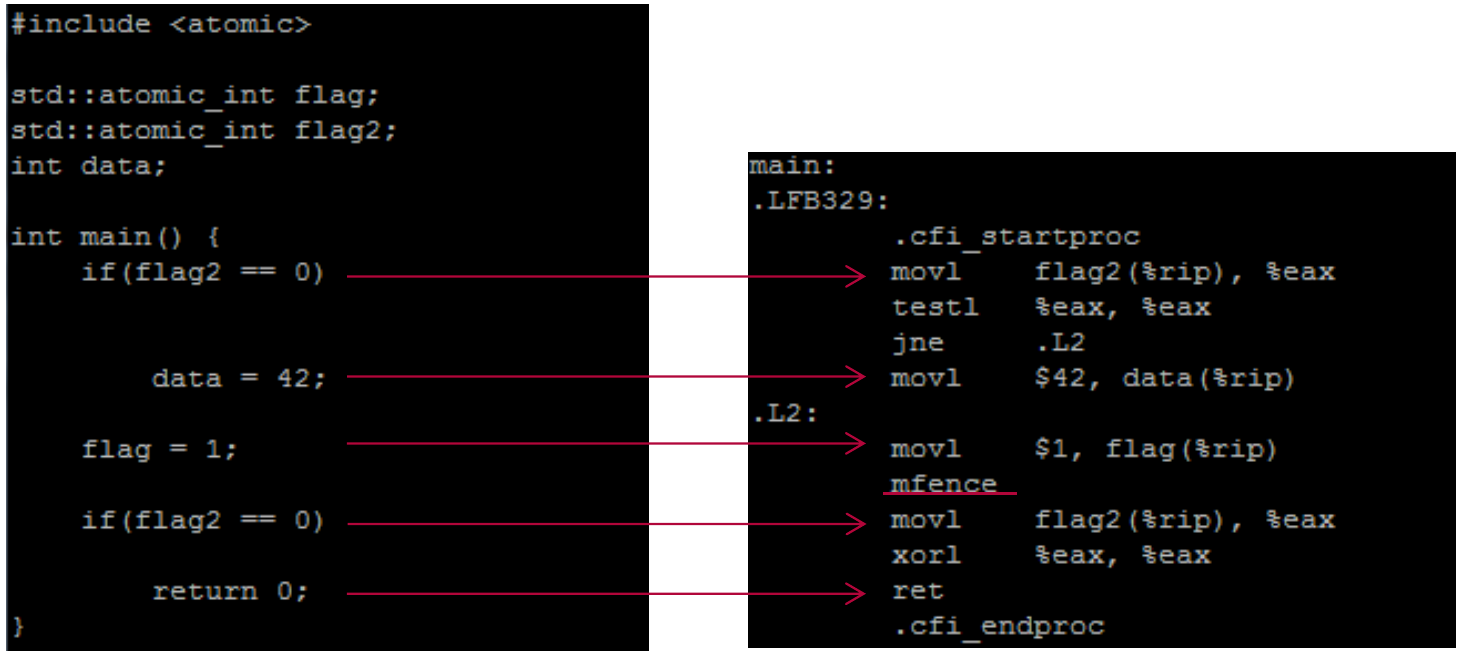 #include <atomic>
std::atomic_int flag;
std::atomic_int flag2;
int data;
int main() {
    if(flag2 == 0)
        data = 42;
    flag = 1;
    if(flag2 == 0)
        return 0;
}
main:
.LFB329:
        .cfi_startproc
        movl    flag2(%rip), %eax
        testl   %eax, %eax
        jne     .L2
        movl    $42, data(%rip)
.L2:
        movl    $1, flag(%rip)
        mfence
        movl    flag2(%rip), %eax
        xorl    %eax, %eax
        ret
        .cfi_endproc